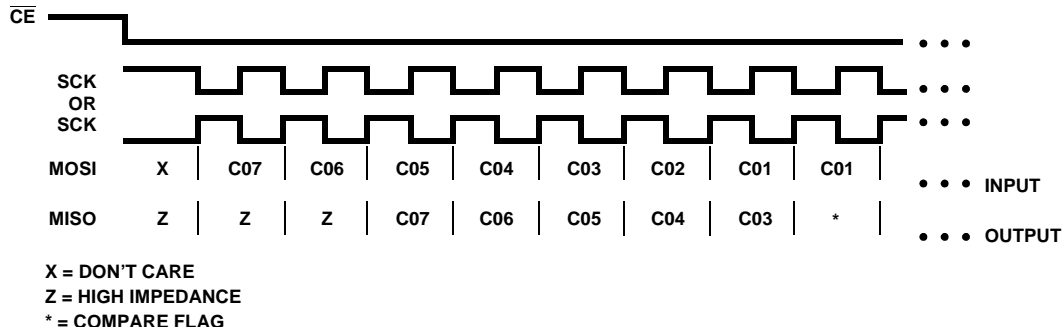 CE
SCK
OR
SCK
MOSI X C07 C06 C05 C04 C03 C02 C01 C01 • • • INPUT
MISO Z Z Z C07 C06 C05 C04 C03 * • • • OUTPUT
X = DON'T CARE
Z = HIGH IMPEDANCE
* = COMPARE FLAG